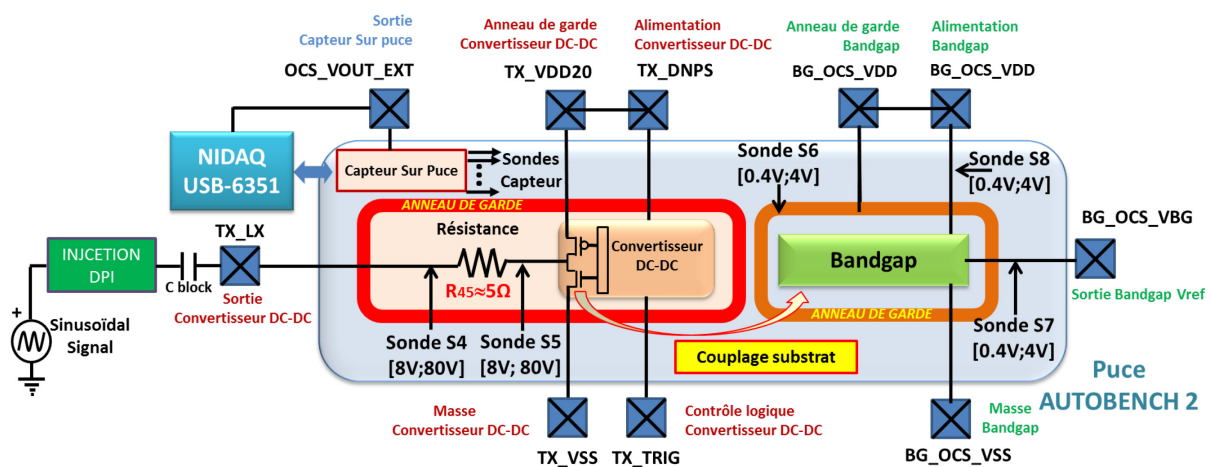 Sortie
Capteur Sur puce
OCS_VOUT_EXT
Anneau de garde
Convertisseur DC-DC
TX_VDD20
Alimentation
Convertisseur DC-DC
TX_DNPS
Anneau de garde
Bandgap
BG_OCS_VDD
Alimentation
Bandgap
BG_OCS_VDD
NIDAQ
USB-6351
Capteur Sur Puce
Sondes
Capteur
Sonde S6
[0.4V;4V]
Sonde S8
[0.4V;4V]
ANNEAU DE GARDE
BG_OCS_VBG
TX_LX
Résistance
Convertisseur
DC-DC
Bandgap
INJCETION
DPI
C block
R45≈5Ω
Sortie Bandgap Vref
Sortie
Convertisseur DC-DC
ANNEAU DE GARDE
+
Sinusoïdal
Signal
Sonde S4
[8V;80V]
Sonde S5
[8V; 80V]
Couplage substrat
Sonde S7
[0.4V;4V]
Puce
AUTOBENCH 2
Masse
Convertisseur DC-DC
TX_VSS
Contrôle logique
Convertisseur DC-DC
TX_TRIG
Masse
Bandgap
BG_OCS_VSS